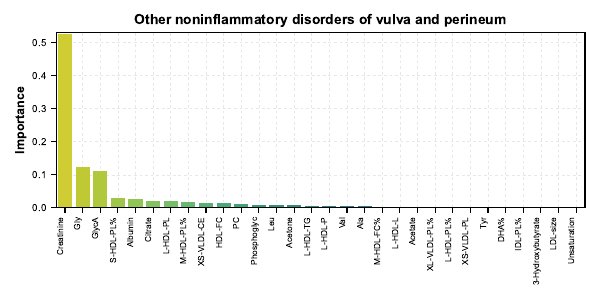 Other noninflammatory disorders of vulva and perineum
Importance
0.5
0.4
0.3
0.2
0.1
0.0
Creatinine
Gly
GlycA
S-HDL-PL%
Albumin
Citrate
L-HDL-PL
M-HDL-PL%
XS-VLDL-CE
HDL-FC
PC
Phosphoglyc
Leu
Acetone
L-HDL-TG
L-HDL-P
Val
Ala
M-HDL-FC%
L-HDL-L
Acetate
XL-VLDL-PL%
L-HDL-PL%
XS-VLDL-PL
Tyr
DHA%
IDL-PL%
3-Hydroxybutyrate
LDL-size
Unsaturation